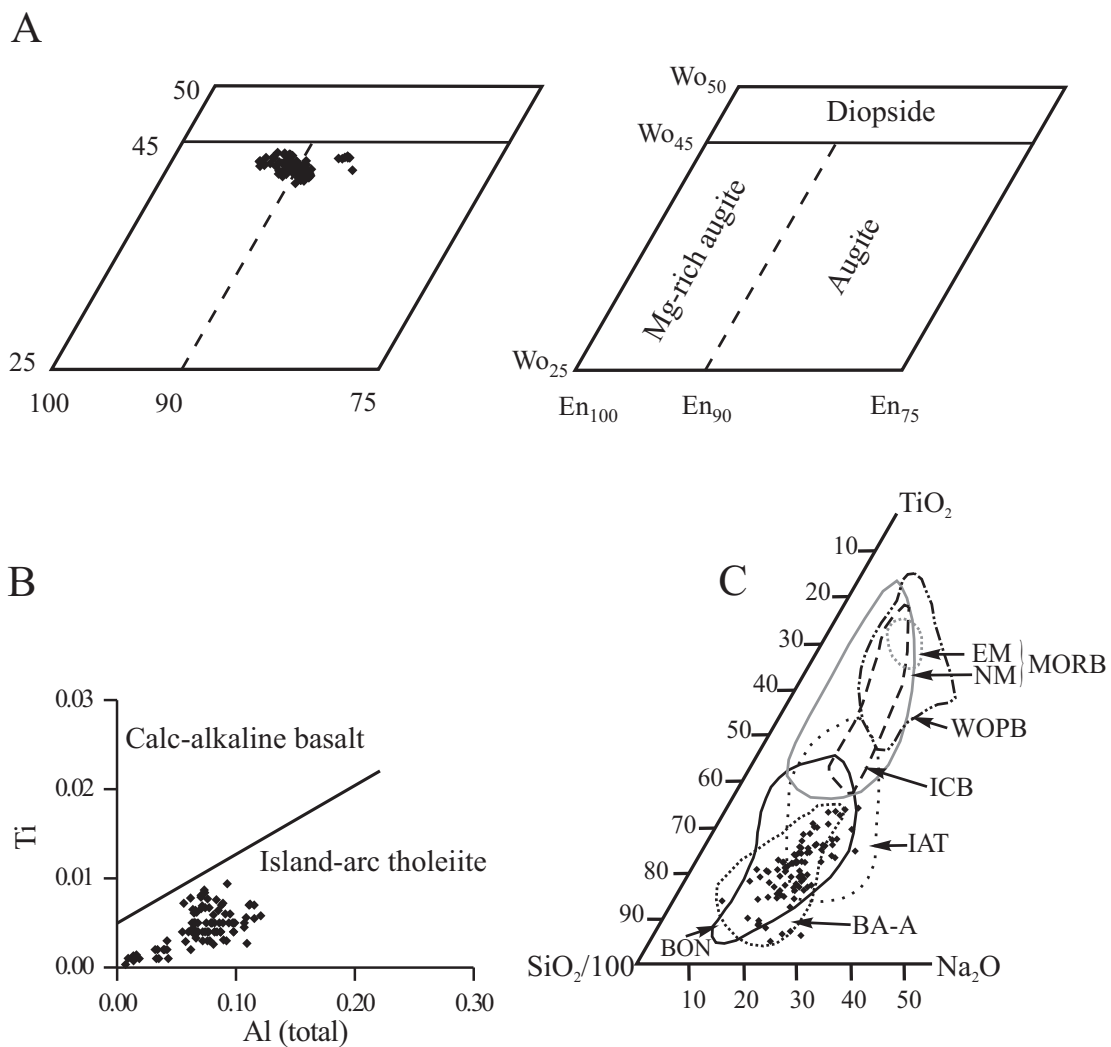 A
50
45
25
100 90 75
Wo50
Wo45
Wo25
Diopside
Mg-rich augite
Augite
En100 En90 En75
B
0.03
0.02
0.01
0.00
Ti
Calc-alkaline basalt
Island-arc tholeiite
0.00 0.10 0.20 0.30
Al (total)
C
TiO2
10
20
30
40
50
60
70
80
90
EM
NM
} MORB
WOPB
ICB
IAT
BA-A
BON
SiO2/100
Na2O
10 20 30 40 50